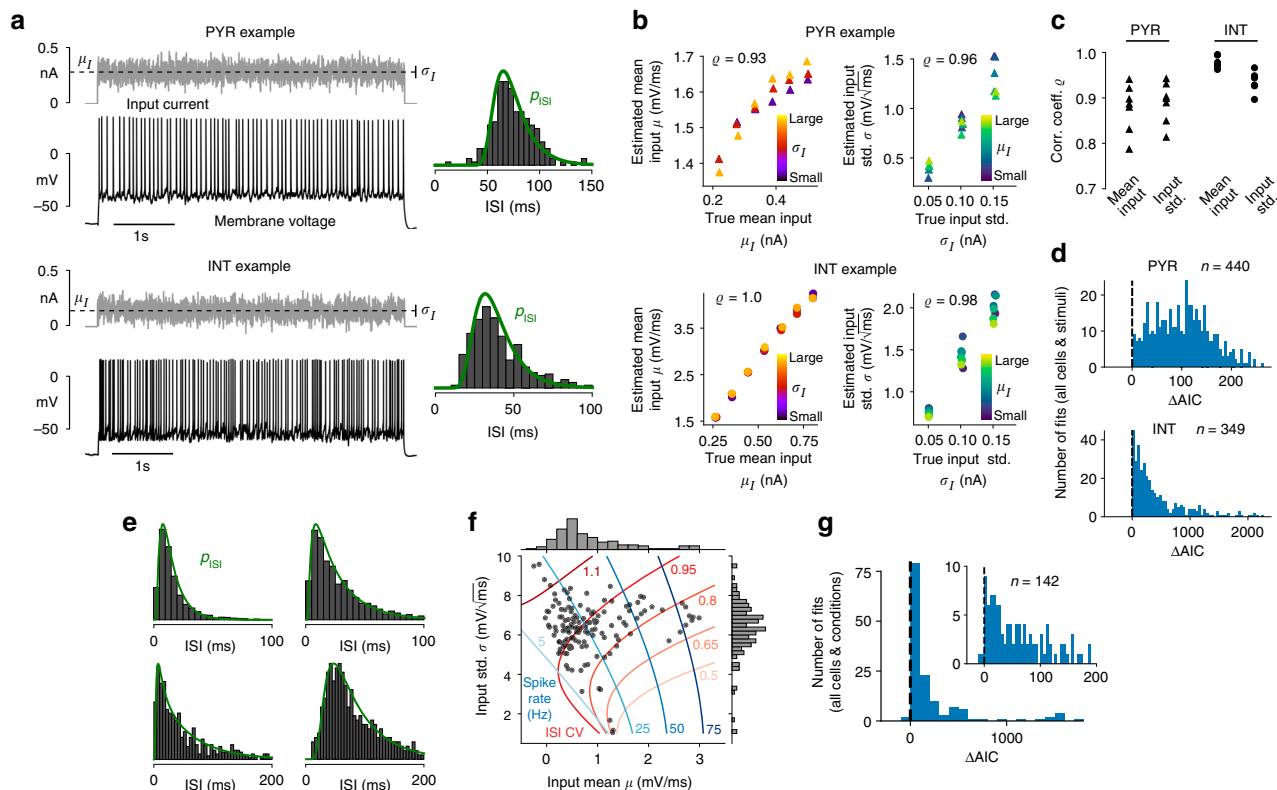 a
PYR example
0.5
μI
nA
σI
0
Input current
0
mV
−50
Membrane voltage
1s
pISI
0 50 100 150
ISI (ms)
INT example
0.5
μI
nA
σI
0
0
mV
−50
1s
pISI
0 50 100
ISI (ms)
b
PYR example
ϱ = 0.93
Estimated mean
input μ (mV/ms)
1.7
1.6
1.5
1.4
Large
σI
Small
0.2 0.4
True mean input
μI (nA)
ϱ = 0.96
Estimated input
std. σ (mV/√ms)
1.5
1.0
0.5
Large
μI
Small
0.05 0.10 0.15
True input std.
σI (nA)
INT example
ϱ = 1.0
Estimated mean
input μ (mV/ms)
3.5
2.5
1.5
Large
σI
Small
0.25 0.50 0.75
True mean input
μI (nA)
ϱ = 0.98
Estimated input
std. σ (mV/√ms)
2.0
1.5
1.0
Large
μI
Small
0.05 0.10 0.15
True input std.
σI (nA)
c
PYR INT
Corr. coeff. ϱ
1.0
0.9
0.8
0.7
Mean input
Input std.
Mean input
Input std.
d
PYR n = 440
20
10
0
0 100 200
ΔAIC
Number of fits (all cells & stimuli)
INT n = 349
40
20
0
0 1000 2000
ΔAIC
e
pISI
0 100
ISI (ms)
0 100
ISI (ms)
0 200
ISI (ms)
0 200
ISI (ms)
f
Input std. σ (mV/√ms)
10
8
6
4
2
1.1
0.95
0.8
0.65
0.5
5
Spike
rate
(Hz)
ISI CV
25
50
75
0 1 2 3
Input mean μ (mV/ms)
g
Number of fits
(all cells & conditions)
75
50
25
0
0 1000
ΔAIC
n = 142
10
5
0
0 100 200